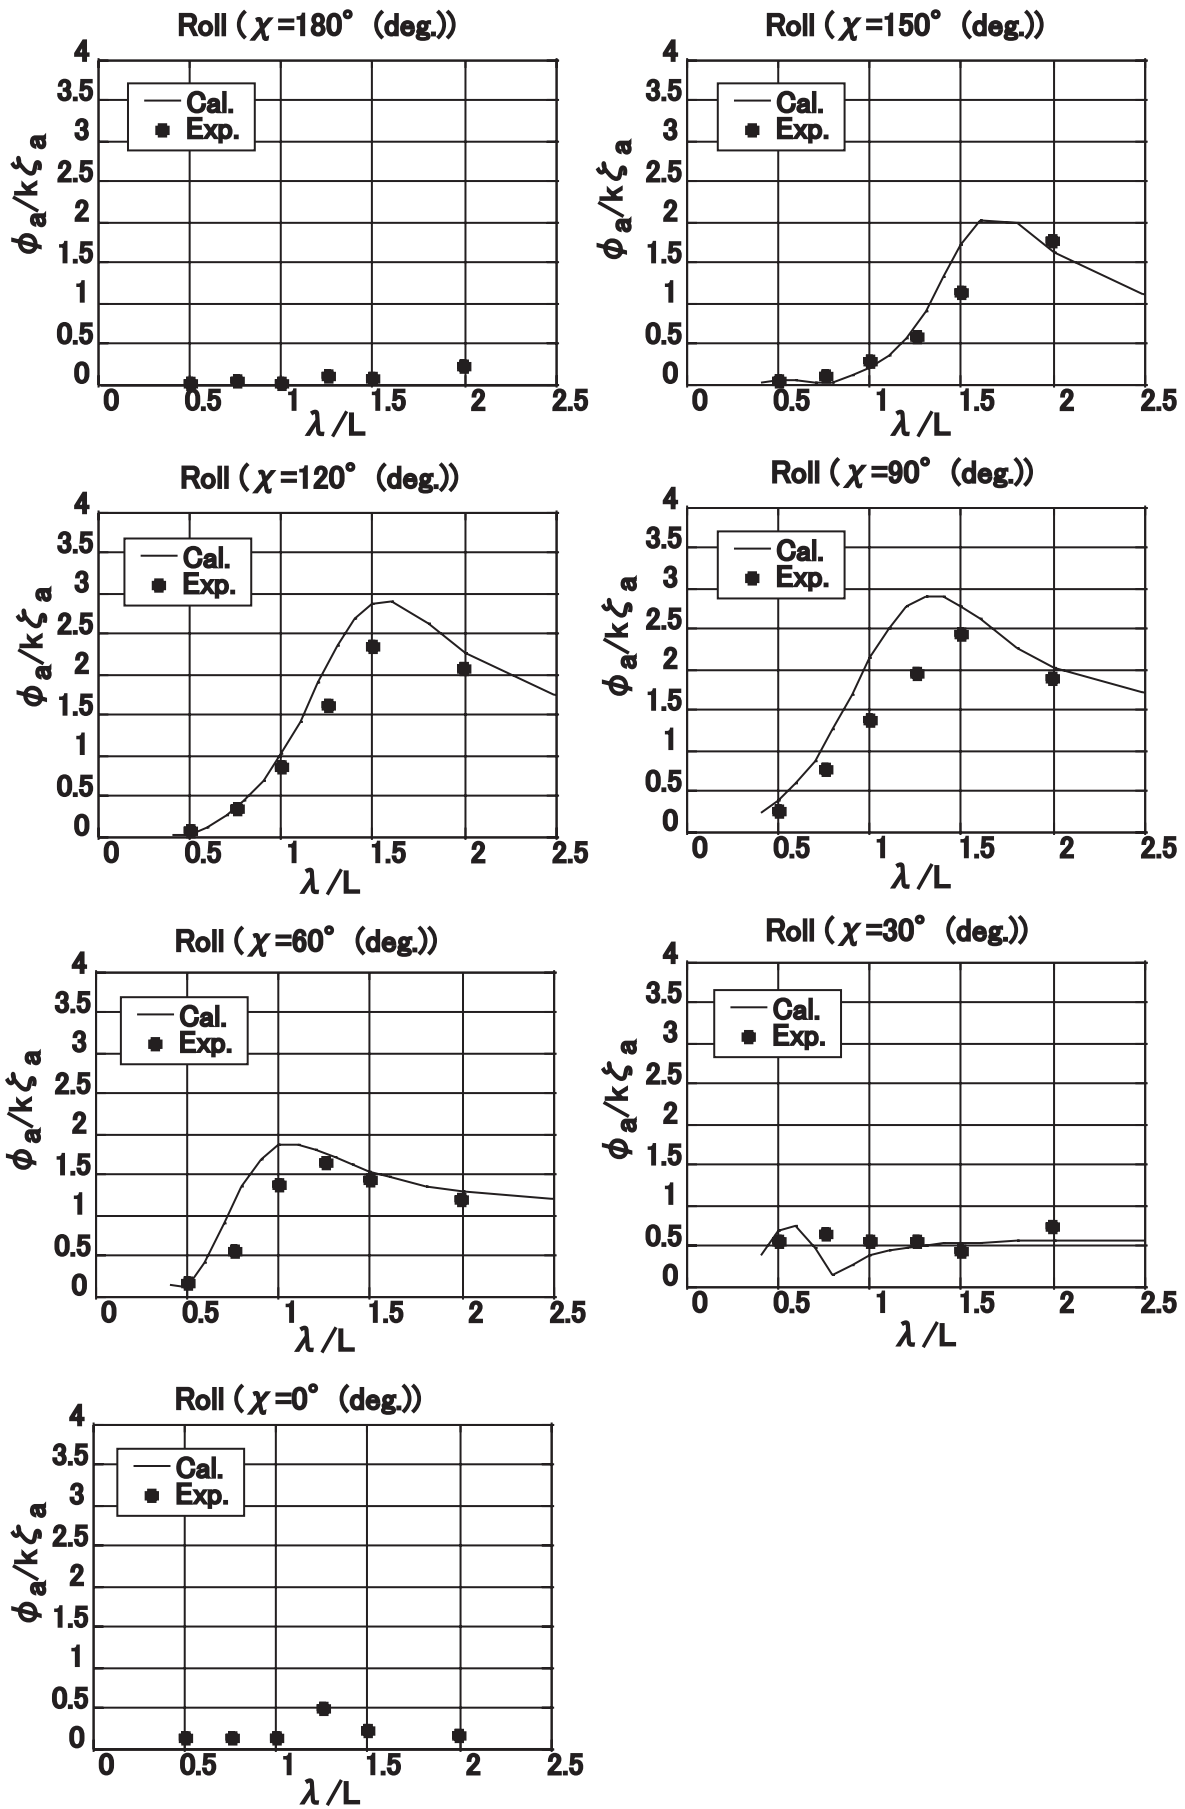 Roll (χ=180° (deg.))
4
3.5
3
2.5
2
1.5
1
0.5
0
Cal.
Exp.
ϕa/kζa
0 0.5 1 1.5 2 2.5
λ/L
Roll (χ=150° (deg.))
4
3.5
3
2.5
2
1.5
1
0.5
0
Cal.
Exp.
ϕa/kζa
0 0.5 1 1.5 2 2.5
λ/L
Roll (χ=120° (deg.))
4
3.5
3
2.5
2
1.5
1
0.5
0
Cal.
Exp.
ϕa/kζa
0 0.5 1 1.5 2 2.5
λ/L
Roll (χ=90° (deg.))
4
3.5
3
2.5
2
1.5
1
0.5
0
Cal.
Exp.
ϕa/kζa
0 0.5 1 1.5 2 2.5
λ/L
Roll (χ=60° (deg.))
4
3.5
3
2.5
2
1.5
1
0.5
0
Cal.
Exp.
ϕa/kζa
0 0.5 1 1.5 2 2.5
λ/L
Roll (χ=30° (deg.))
4
3.5
3
2.5
2
1.5
1
0.5
0
Cal.
Exp.
ϕa/kζa
0 0.5 1 1.5 2 2.5
λ/L
Roll (χ=0° (deg.))
4
3.5
3
2.5
2
1.5
1
0.5
0
Cal.
Exp.
ϕa/kζa
0 0.5 1 1.5 2 2.5
λ/L